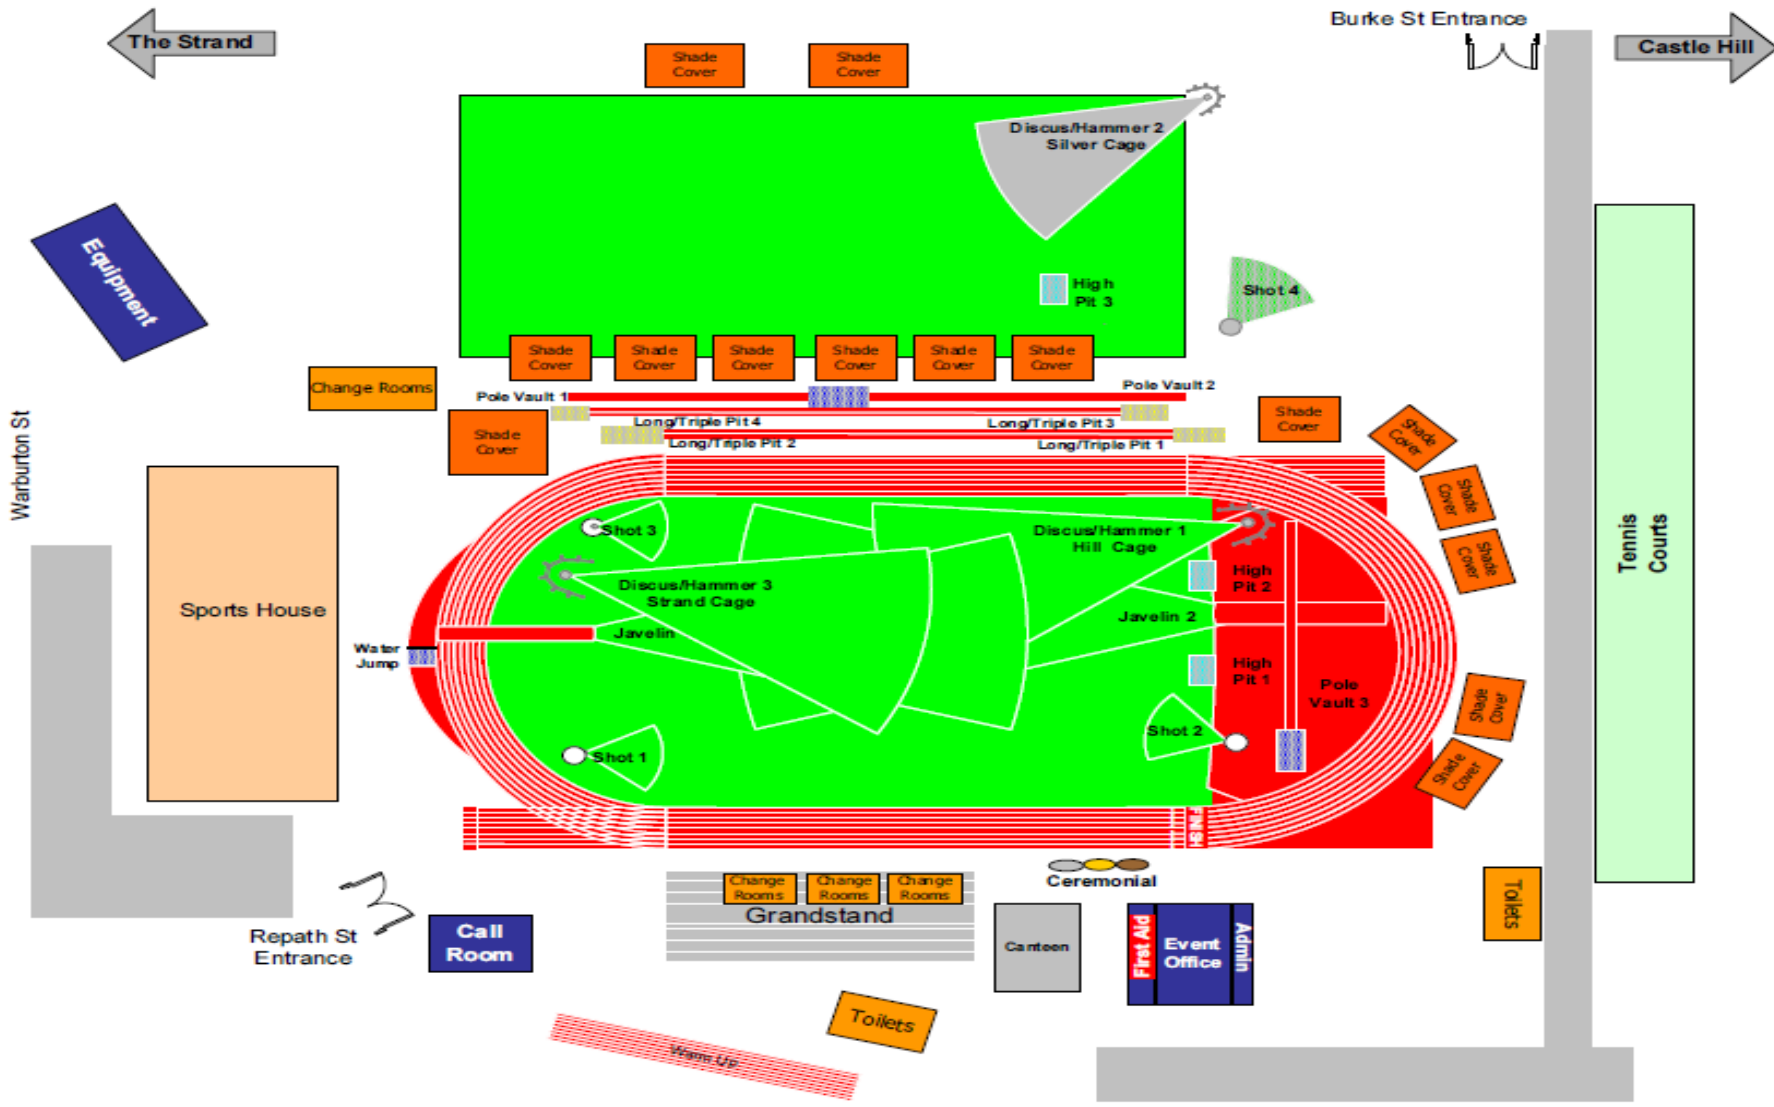 The Strand
Burke St Entrance
Castle Hill
Shade
Cover
Shade
Cover
Discus/Hammer 2
Silver Cage
Equipment
High
Pit 3
Shot 4
Shade
Cover
Shade
Cover
Shade
Cover
Shade
Cover
Shade
Cover
Shade
Cover
Change Rooms
Pole Vault 1
Pole Vault 2
Long/Triple Pit 4
Long/Triple Pit 3
Long/Triple Pit 2
Long/Triple Pit 1
Shade
Cover
Shade
Cover
Shade
Cover
Shade
Cover
Shade
Cover
Warburton St
Shot 3
Discus/Hammer 1
Hill Cage
Discus/Hammer 3
Strand Cage
High
Pit 2
Tennis
Courts
Sports House
Javelin
Javelin 2
Water
Jump
High
Pit 1
Pole
Vault 3
Shade
Cover
Shot 1
Shot 2
Shade
Cover
FINISH
Ceremonial
Change
Rooms
Change
Rooms
Change
Rooms
Grandstand
Toilets
Repath St
Entrance
Call
Room
Canteen
First Aid
Event
Office
Admin
Toilets
Warm Up